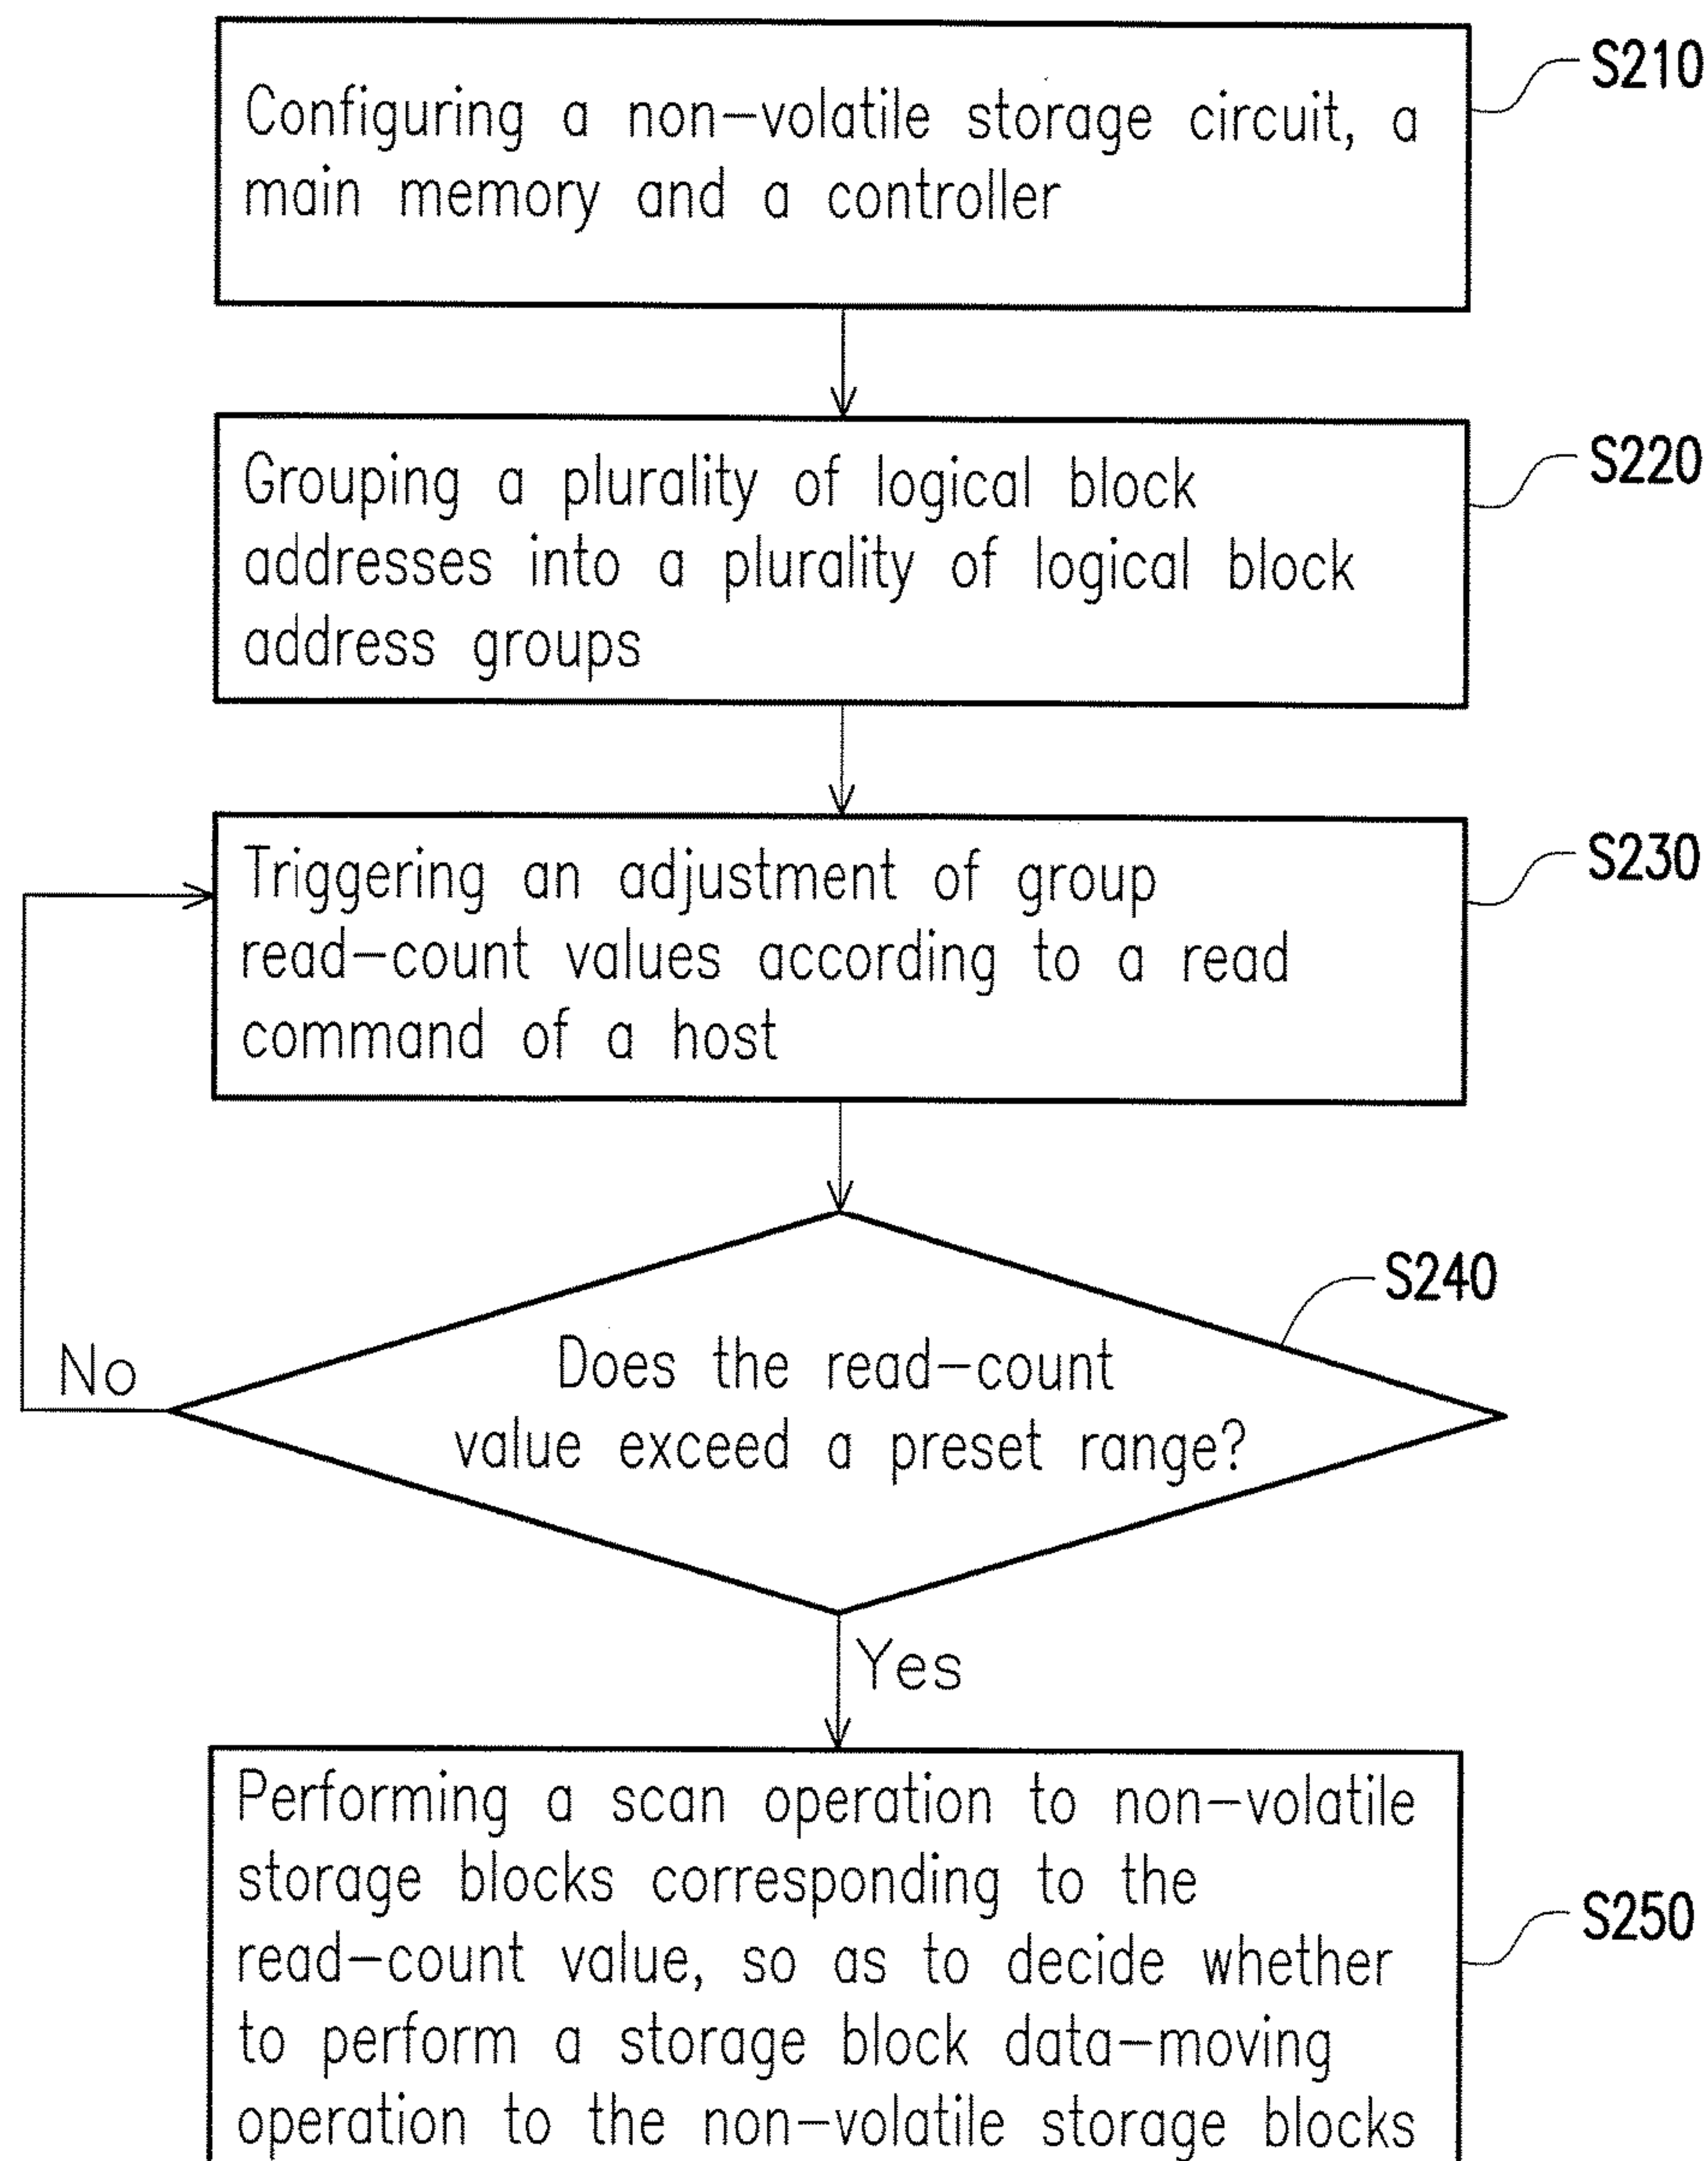 S210
Configuring a non-volatile storage circuit, a
main memory and a controller
S220
Grouping a plurality of logical block
addresses into a plurality of logical block
address groups
S230
Triggering an adjustment of group
read-count values according to a read
command of a host
S240
Does the read-count
value exceed a preset range?
No
Yes
Performing a scan operation to non-volatile
storage blocks corresponding to the
read-count value, so as to decide whether
to perform a storage block data-moving
operation to the non-volatile storage blocks
S250